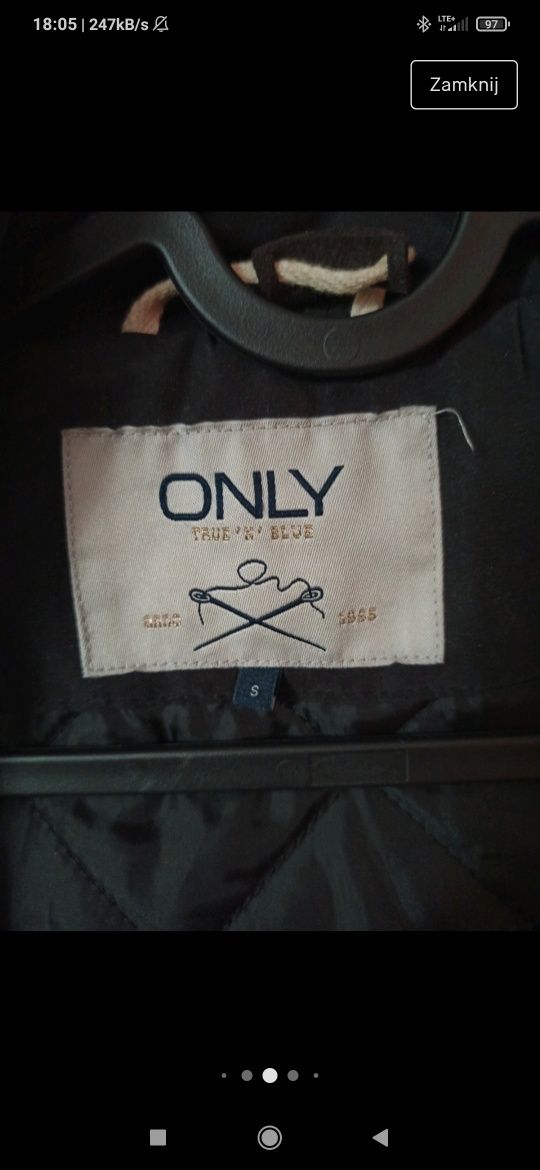 18:05 | 247kB/s
LTE+
97
Zamknij
ONLY
TRUE 'N' BLUE
S